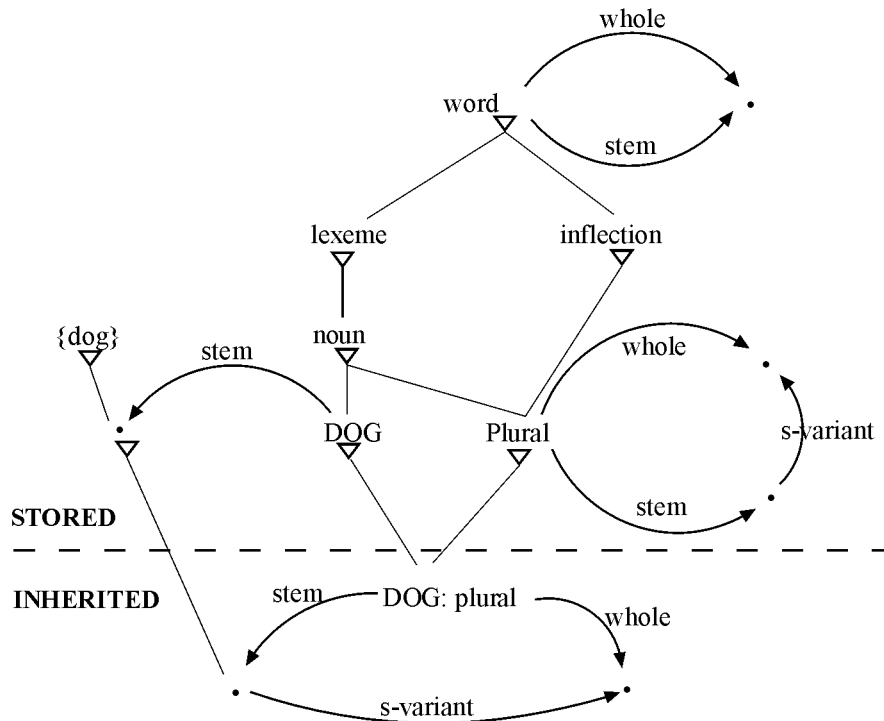 whole
word
stem
lexeme
inflection
{dog}
stem
noun
whole
DOG
Plural
s-variant
stem
STORED
INHERITED
stem
DOG: plural
whole
s-variant